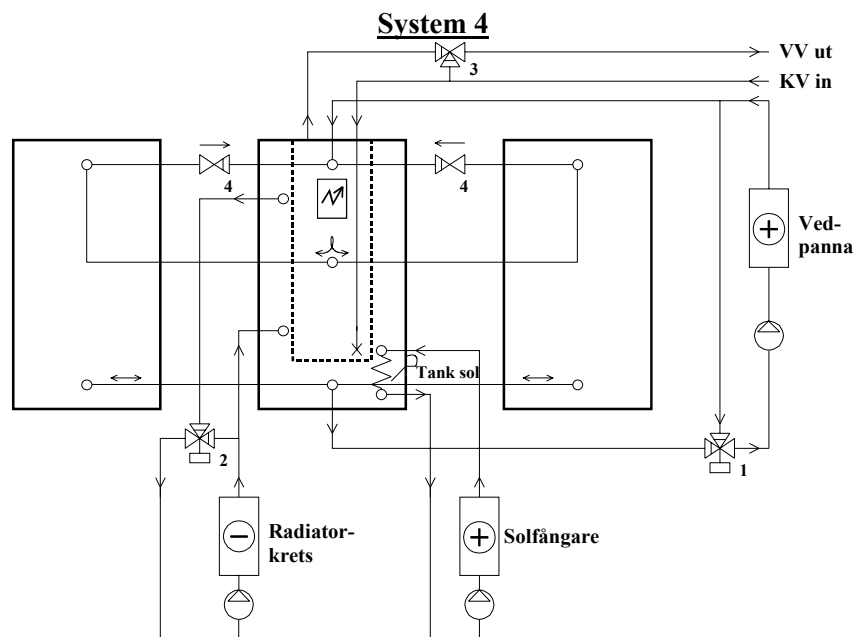 System 4
VV ut
3
KV in
4
4
Ved-
panna
Tank sol
2
1
Radiator-
krets
Solfångare